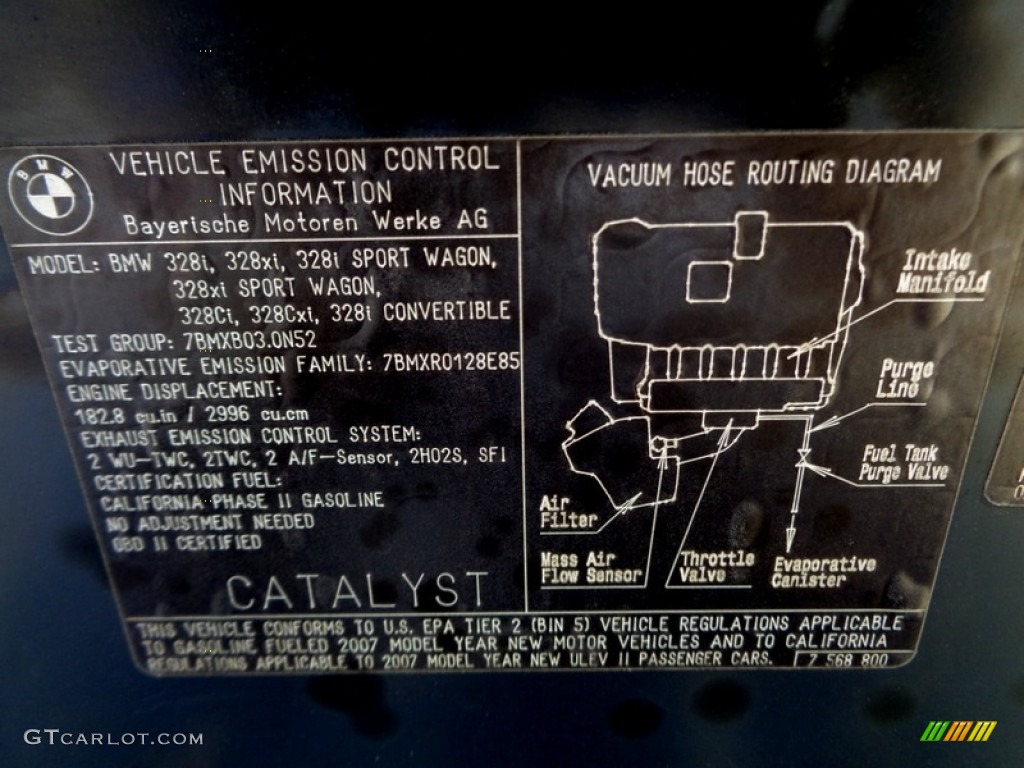 BMW
VEHICLE EMISSION CONTROL
INFORMATION
Bayerische Motoren Werke AG
MODEL: BMW 328i, 328xi, 328i SPORT WAGON,
328xi SPORT WAGON,
328Ci, 328Cxi, 328i CONVERTIBLE
TEST GROUP: 7BMXB03.0N52
EVAPORATIVE EMISSION FAMILY: 7BMXR0128E85
ENGINE DISPLACEMENT:
182.8 cu.in / 2996 cu.cm
EXHAUST EMISSION CONTROL SYSTEM:
2 WU-TWC, 2TWC, 2 A/F-Sensor, 2HO2S, SFI
CERTIFICATION FUEL:
CALIFORNIA PHASE II GASOLINE
NO ADJUSTMENT NEEDED
OBD II CERTIFIED
CATALYST
VACUUM HOSE ROUTING DIAGRAM
Intake
Manifold
Purge
Line
Fuel Tank
Purge Valve
Air
Filter
Mass Air
Flow Sensor
Throttle
Valve
Evaporative
Canister
THIS VEHICLE CONFORMS TO U.S. EPA TIER 2 (BIN 5) VEHICLE REGULATIONS APPLICABLE
TO GASOLINE FUELED 2007 MODEL YEAR NEW MOTOR VEHICLES AND TO CALIFORNIA
REGULATIONS APPLICABLE TO 2007 MODEL YEAR NEW ULEV II PASSENGER CARS.
7 568 800
GTCARLOT.COM